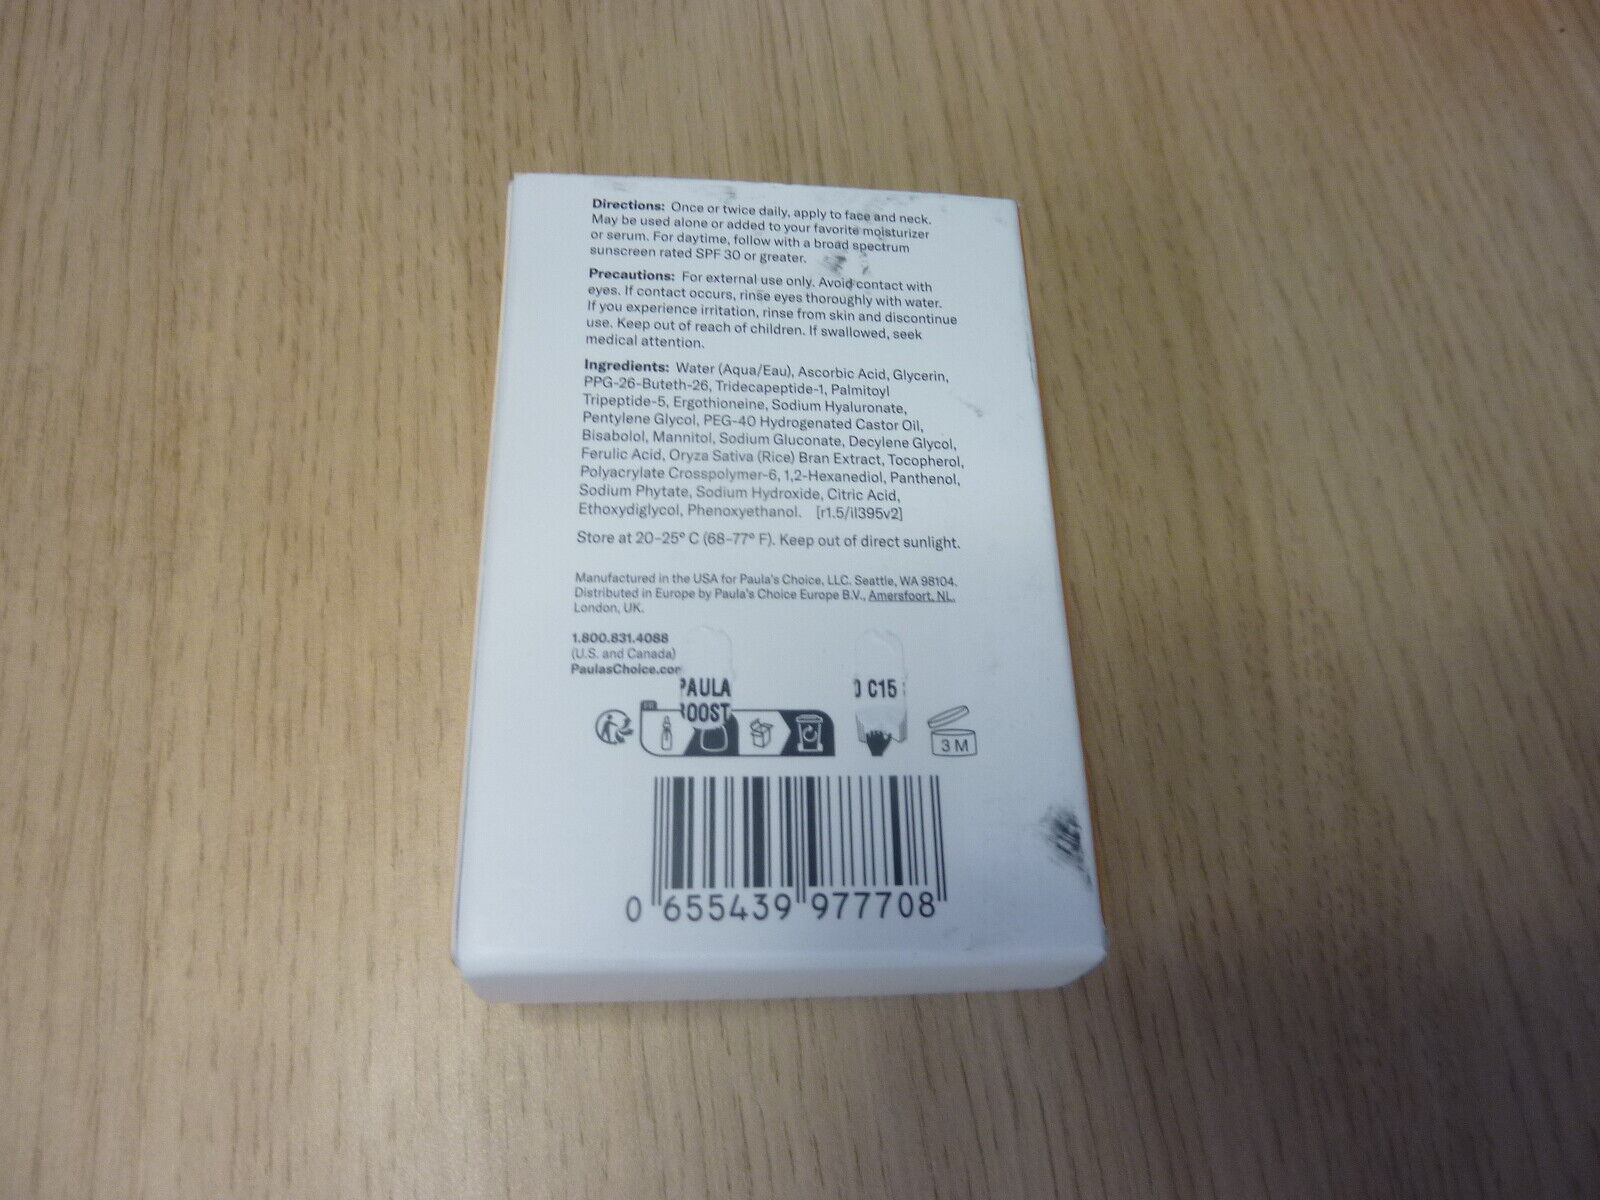 Directions: Once or twice daily, apply to face and neck.
May be used alone or added to your favorite moisturizer
or serum. For daytime, follow with a broad spectrum
sunscreen rated SPF 30 or greater.
Precautions: For external use only. Avoid contact with
eyes. If contact occurs, rinse eyes thoroughly with water.
If you experience irritation, rinse from skin and discontinue
use. Keep out of reach of children. If swallowed, seek
medical attention.
Ingredients: Water (Aqua/Eau), Ascorbic Acid, Glycerin,
PPG-26-Buteth-26, Tridecapeptide-1, Palmitoyl
Tripeptide-5, Ergothioneine, Sodium Hyaluronate,
Pentylene Glycol, PEG-40 Hydrogenated Castor Oil,
Bisabolol, Mannitol, Sodium Gluconate, Decylene Glycol,
Ferulic Acid, Oryza Sativa (Rice) Bran Extract, Tocopherol,
Polyacrylate Crosspolymer-6, 1,2-Hexanediol, Panthenol,
Sodium Phytate, Sodium Hydroxide, Citric Acid,
Ethoxydiglycol, Phenoxyethanol. [r1.5/il395v2]
Store at 20–25° C (68–77° F). Keep out of direct sunlight.
Manufactured in the USA for Paula's Choice, LLC. Seattle, WA 98104.
Distributed in Europe by Paula's Choice Europe B.V., Amersfoort, NL.
London, UK.
1.800.831.4088
(U.S. and Canada)
PaulasChoice.com
PAULA
C15
OOST
FR
3 M
0 655439 977708